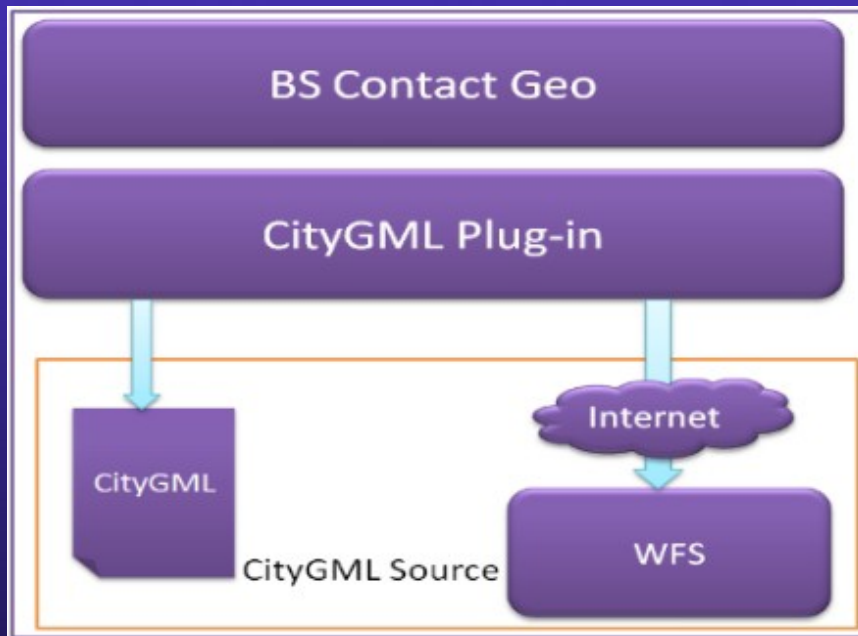 BS Contact Geo
CityGML Plug-in
Internet
CityGML
WFS
CityGML Source